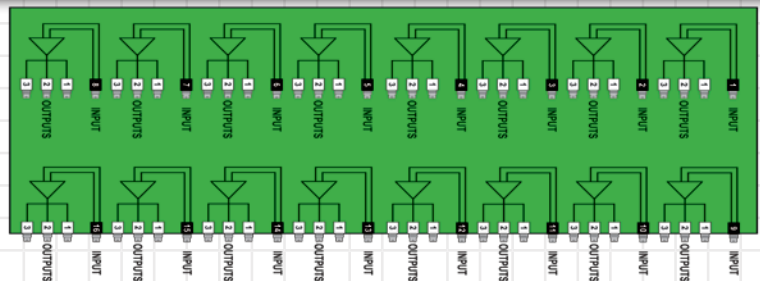 3 2 1 8 3 2 1 7 3 2 1 6 3 2 1 5 3 2 1 4 3 2 1 3 3 2 1 2 3 2 1 1
OUTPUTS INPUT OUTPUTS INPUT OUTPUTS INPUT OUTPUTS INPUT OUTPUTS INPUT OUTPUTS INPUT OUTPUTS INPUT OUTPUTS INPUT
3 2 1 16 3 2 1 15 3 2 1 14 3 2 1 13 3 2 1 12 3 2 1 11 3 2 1 10 3 2 1 9
OUTPUTS INPUT OUTPUTS INPUT OUTPUTS INPUT OUTPUTS INPUT OUTPUTS INPUT OUTPUTS INPUT OUTPUTS INPUT OUTPUTS INPUT